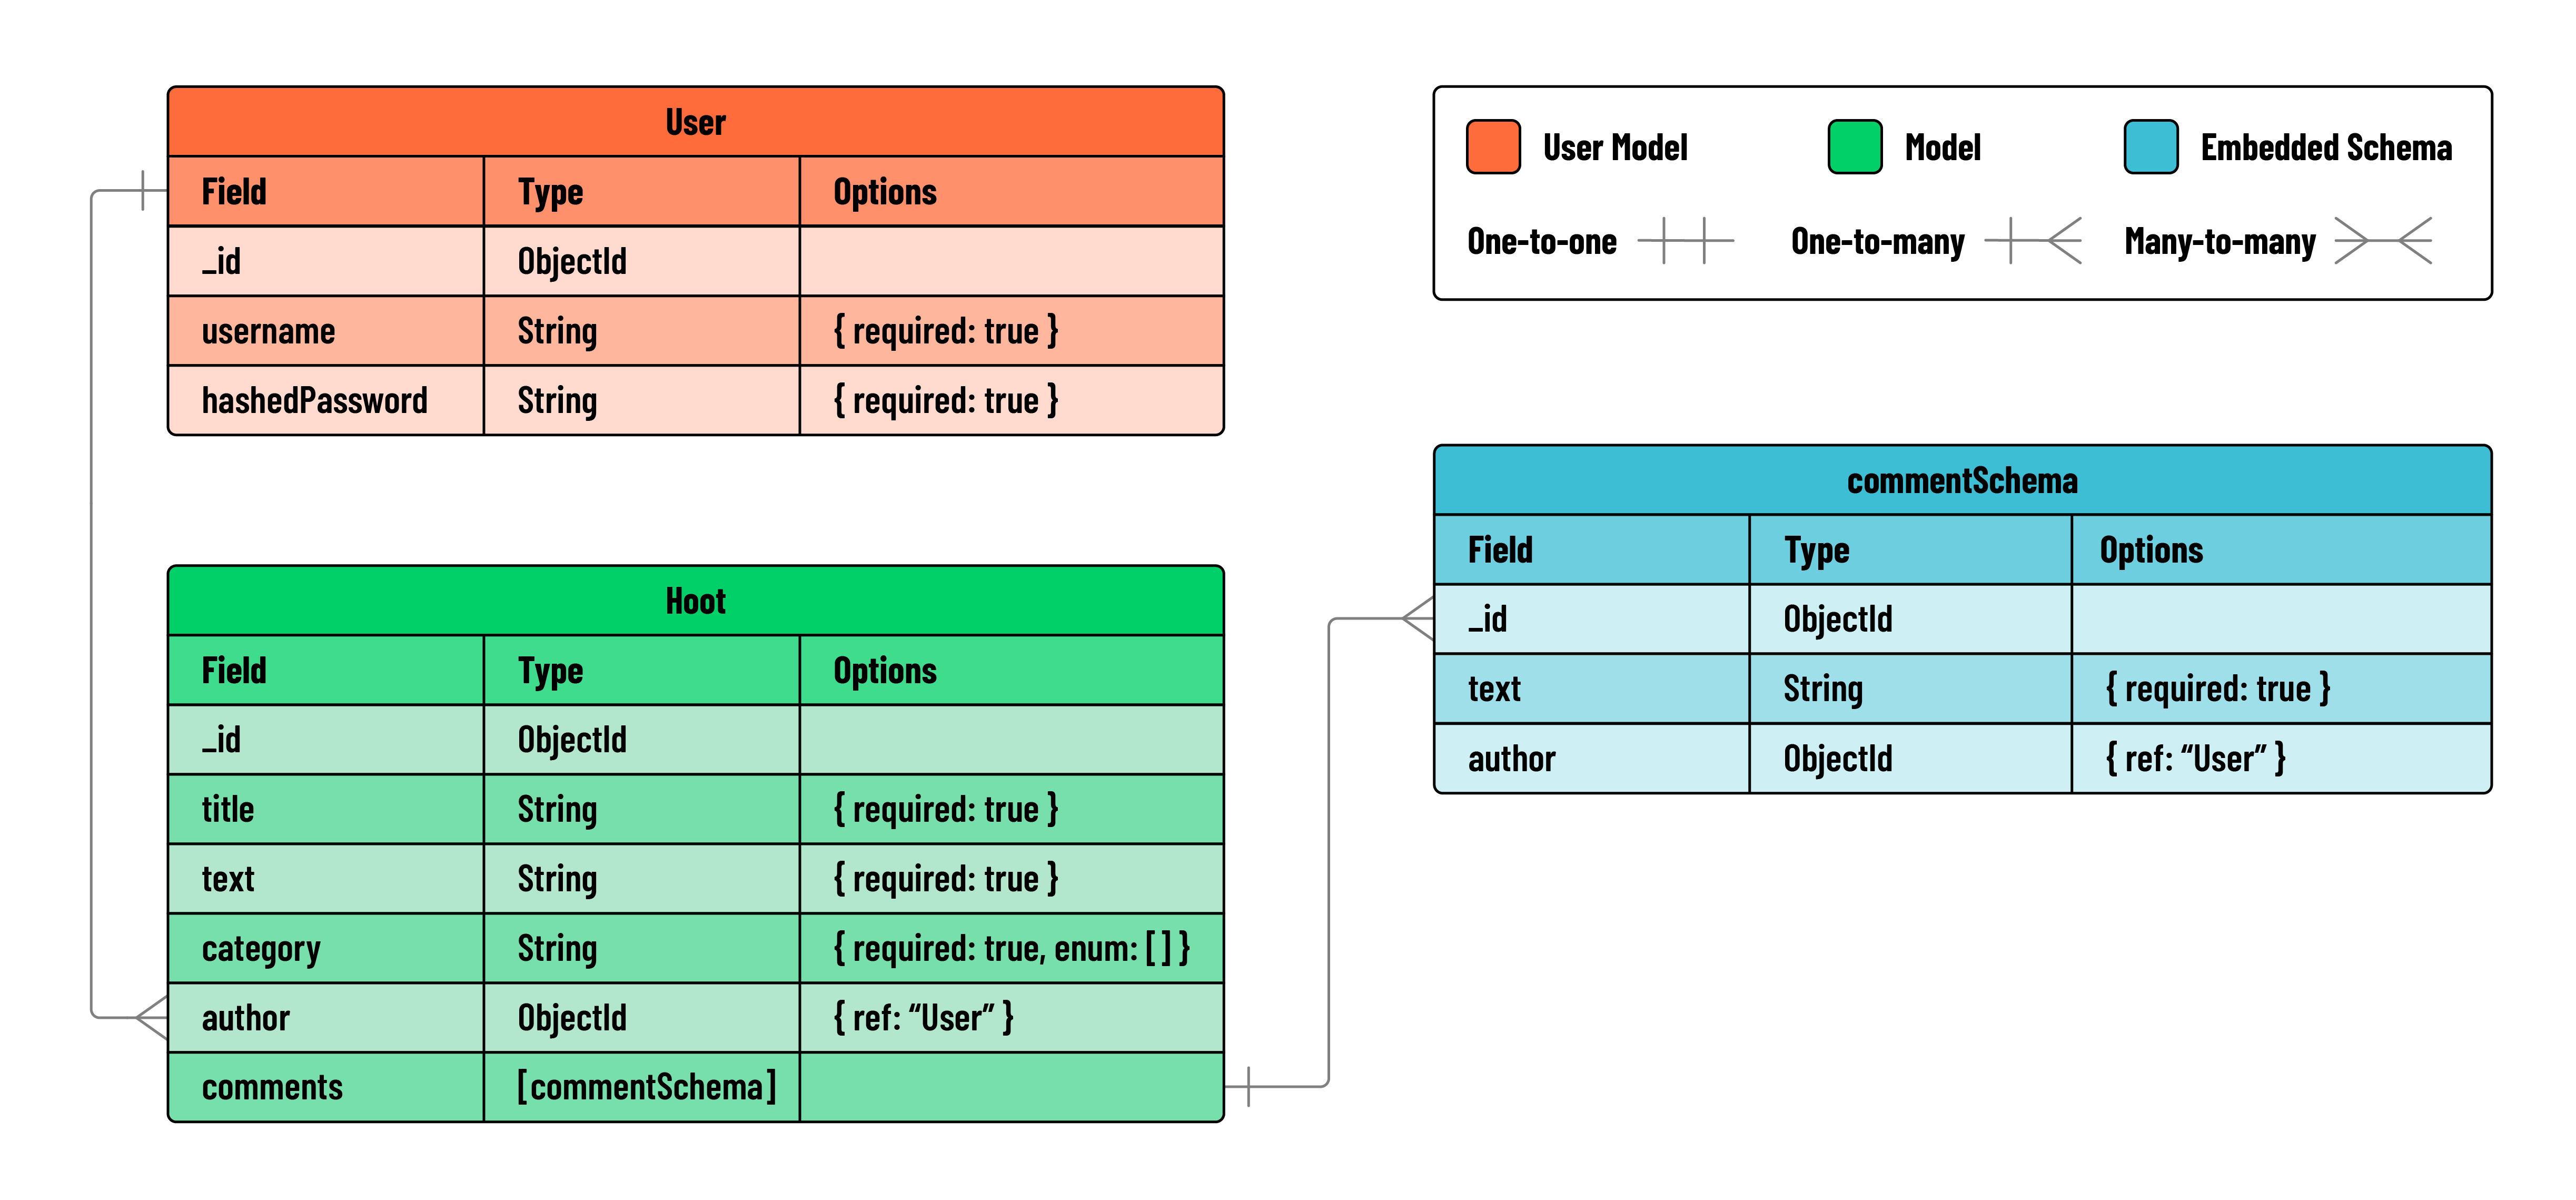 User
Field Type Options
_id ObjectId
username String { required: true }
hashedPassword String { required: true }
User Model Model Embedded Schema
One-to-one One-to-many Many-to-many
Hoot
Field Type Options
_id ObjectId
title String { required: true }
text String { required: true }
category String { required: true, enum: [ ] }
author ObjectId { ref: “User” }
comments [commentSchema]
commentSchema
Field Type Options
_id ObjectId
text String { required: true }
author ObjectId { ref: “User” }